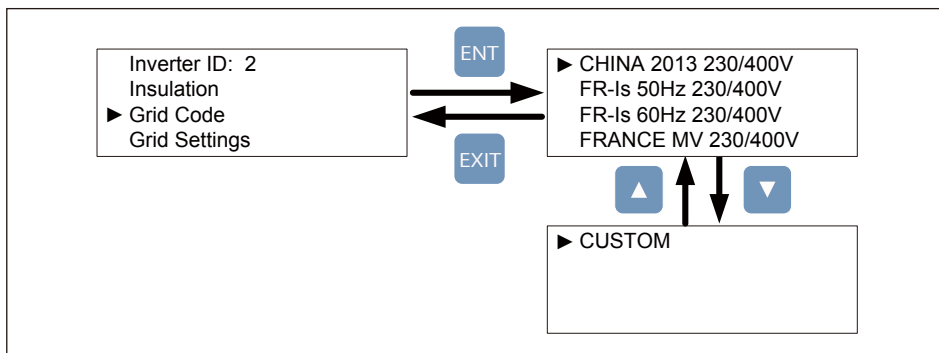 Inverter ID: 2
Insulation
► Grid Code
Grid Settings
ENT
EXIT
► CHINA 2013 230/400V
FR-Is 50Hz 230/400V
FR-Is 60Hz 230/400V
FRANCE MV 230/400V
▲
▼
► CUSTOM